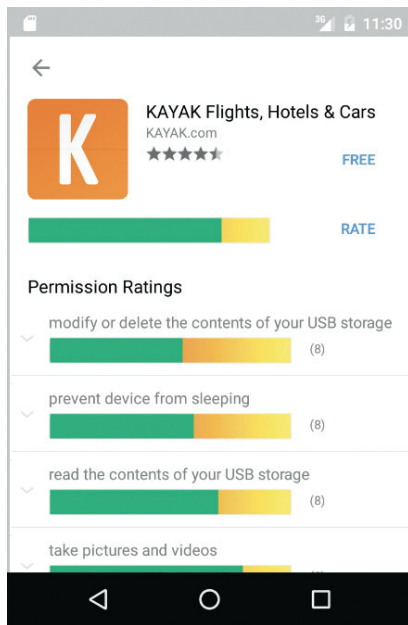 3G 11:30
K
KAYAK Flights, Hotels & Cars
KAYAK.com
FREE
RATE
Permission Ratings
modify or delete the contents of your USB storage
(8)
prevent device from sleeping
(8)
read the contents of your USB storage
(8)
take pictures and videos